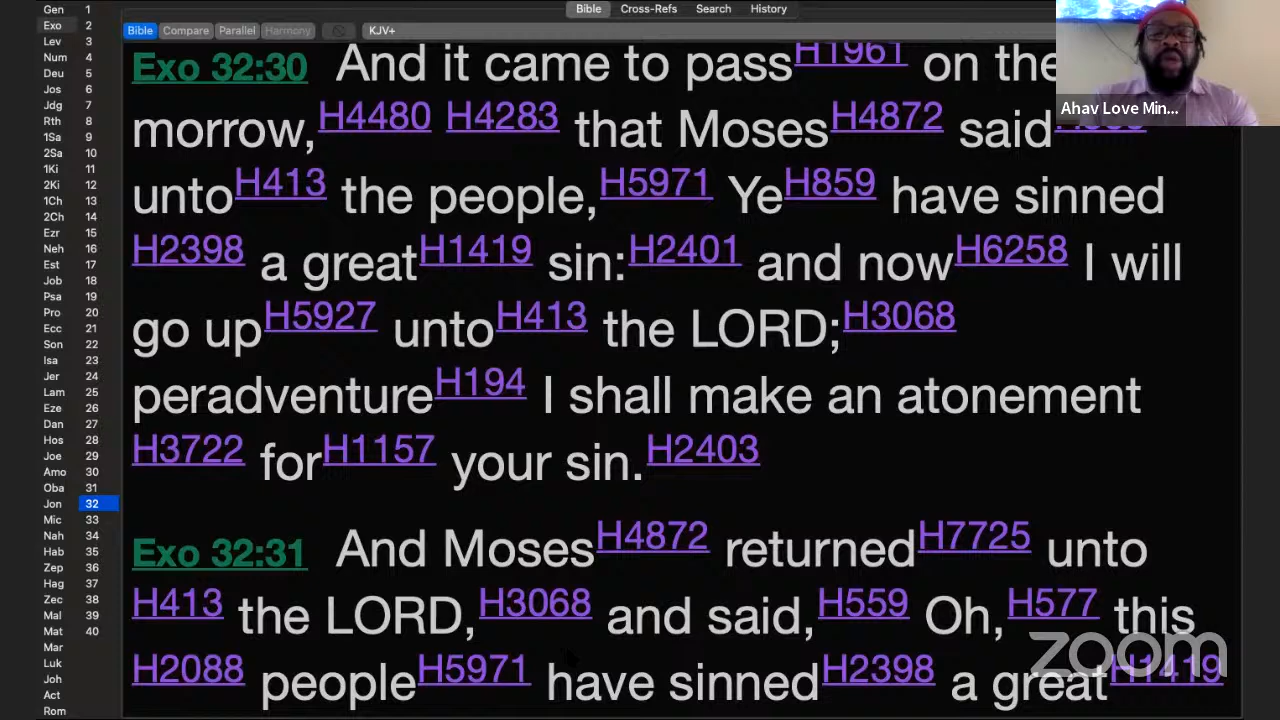 Bible Cross-Refs Search History
Bible Compare Parallel Harmony KJV+
Gen 1
Exo 2
Lev 3
Num 4
Deu 5
Jos 6
Jdg 7
Rth 8
1Sa 9
2Sa 10
1Ki 11
2Ki 12
1Ch 13
2Ch 14
Ezr 15
Neh 16
Est 17
Job 18
Psa 19
Pro 20
Ecc 21
Son 22
Isa 23
Jer 24
Lam 25
Eze 26
Dan 27
Hos 28
Joe 29
Amo 30
Oba 31
Jon 32
Mic 33
Nah 34
Hab 35
Zep 36
Hag 37
Zec 38
Mal 39
Mat 40
Mar
Luk
Joh
Act
Rom
Exo 32:30 And it came to pass H1961 on the
morrow, H4480 H4283 that Moses H4872 said
unto H413 the people, H5971 Ye H859 have sinned
H2398 a great H1419 sin: H2401 and now H6258 I will
go up H5927 unto H413 the LORD; H3068
peradventure H194 I shall make an atonement
H3722 for H1157 your sin. H2403
Exo 32:31 And Moses H4872 returned H7725 unto
H413 the LORD, H3068 and said, H559 Oh, H577 this
H2088 people H5971 have sinned H2398 a great H1419
Ahav Love Min...
zoom